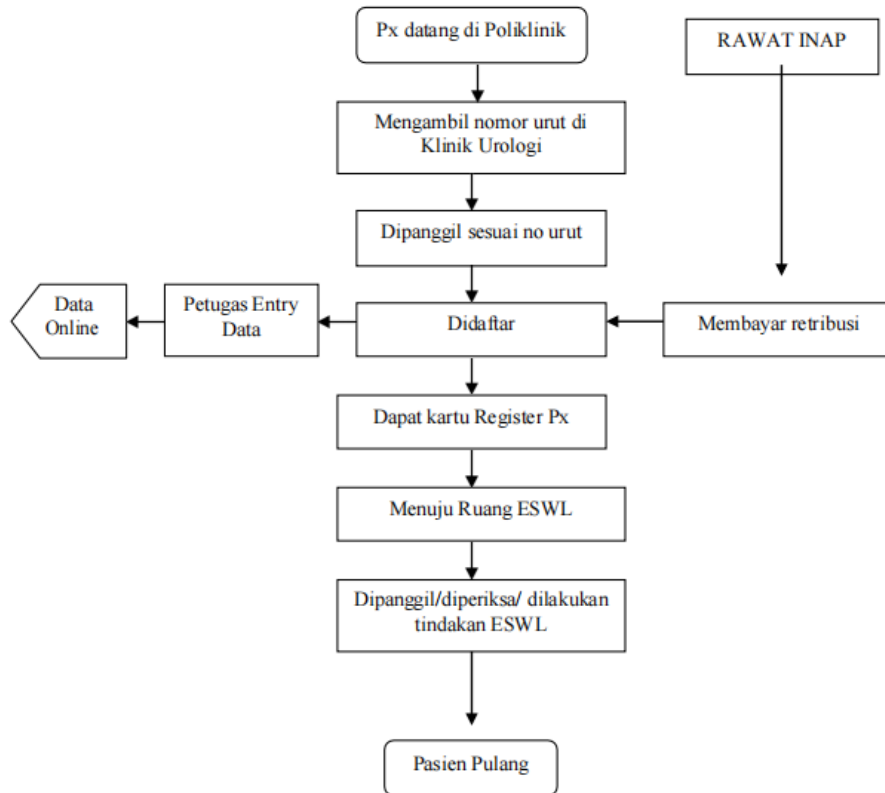 Px datang di Poliklinik
RAWAT INAP
Mengambil nomor urut di
Klinik Urologi
Dipanggil sesuai no urut
Data
Online
Petugas Entry
Data
Didaftar
Membayar retribusi
Dapat kartu Register Px
Menuju Ruang ESWL
Dipanggil/diperiksa/ dilakukan
tindakan ESWL
Pasien Pulang